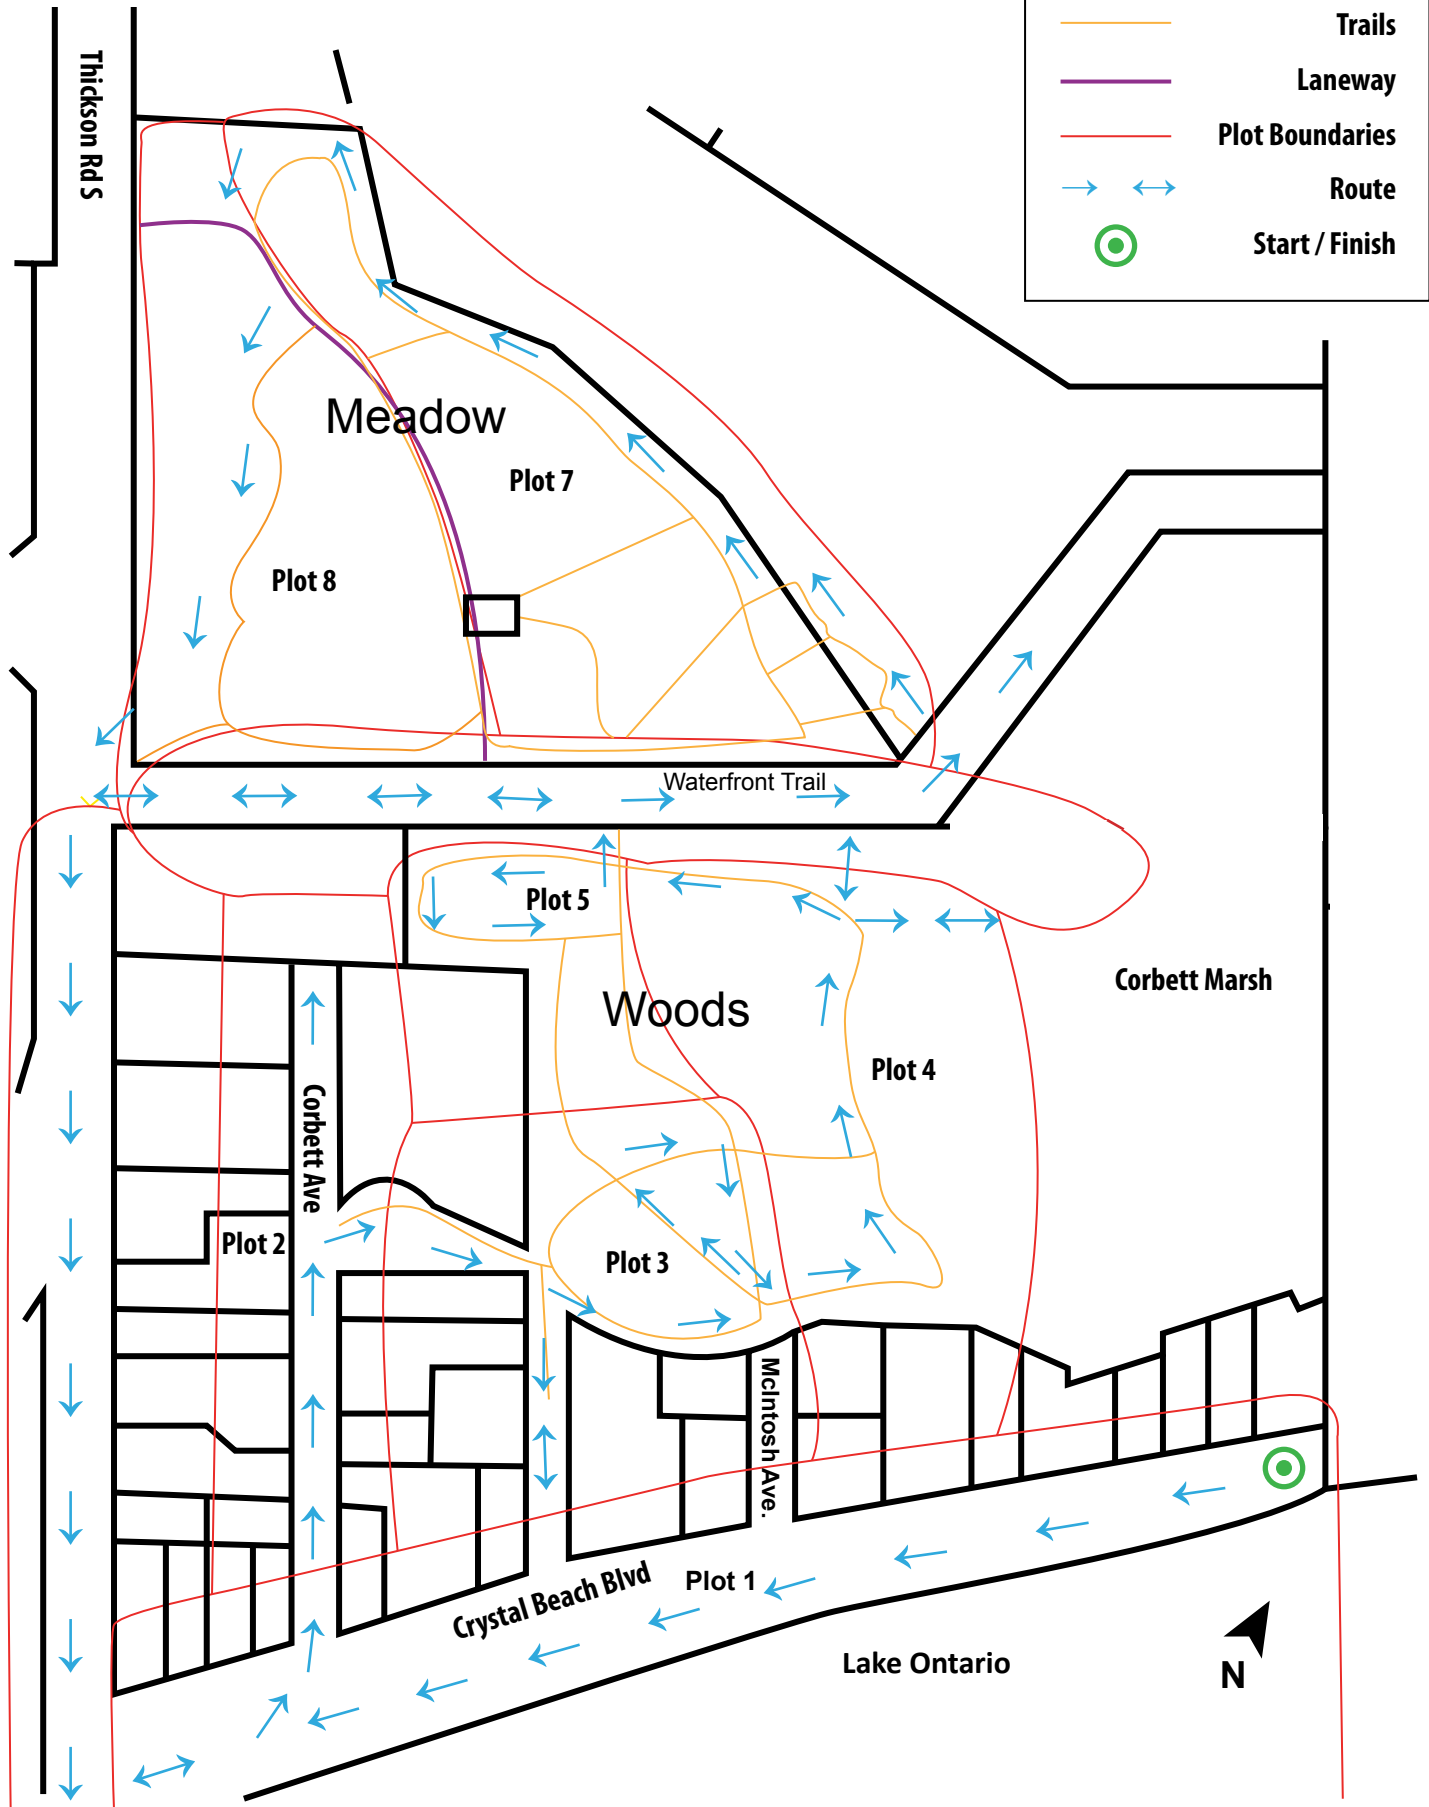 Trails
Laneway
Plot Boundaries
Route
Start / Finish
Thickson Rd S
Meadow
Plot 7
Plot 8
Waterfront Trail
Plot 5
Woods
Corbett Marsh
Plot 4
Corbett Ave
Plot 2
Plot 3
McIntosh Ave.
Crystal Beach Blvd
Plot 1
Lake Ontario
N